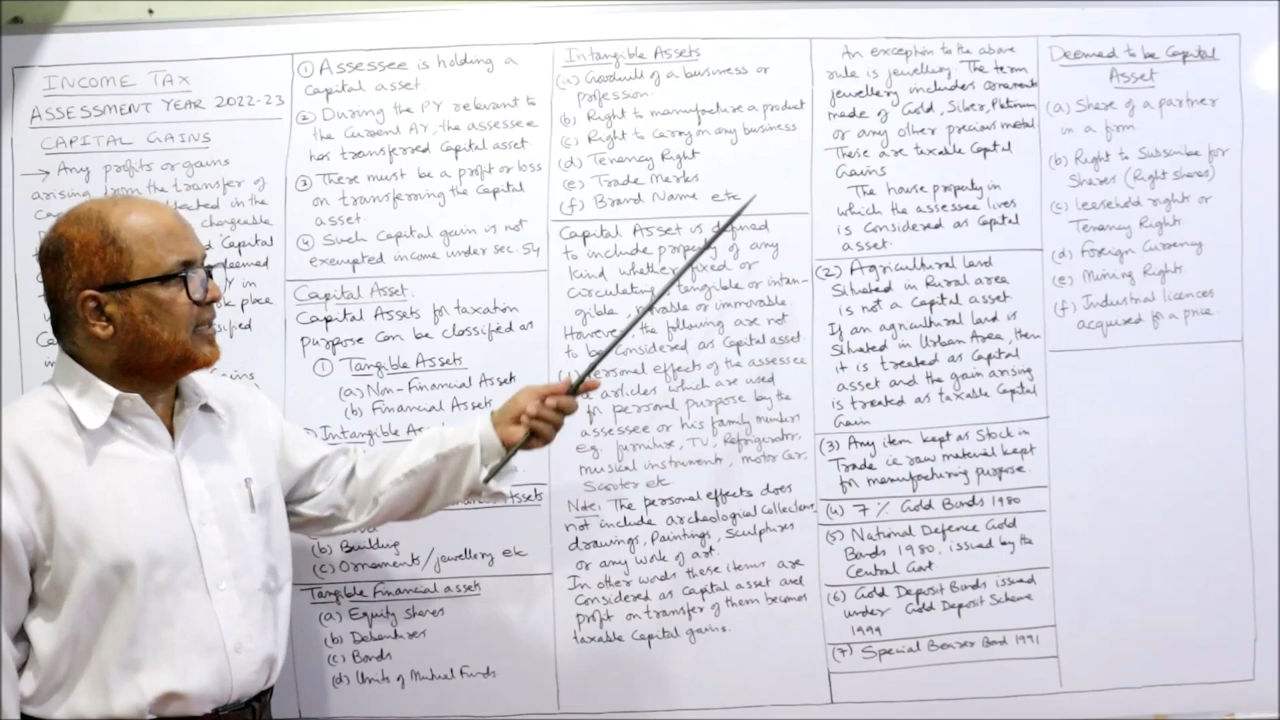 INCOME TAX
ASSESSMENT YEAR 2022-23
CAPITAL GAINS
→ Any profits or gains
arising from the transfer of
in the
chargeable
Capital
in
place
① Assessee is holding a
Capital asset.
② During the PY relevant to
the Current AY, the assessee
has transferred Capital asset.
③ There must be a profit or loss
on transferring the Capital
asset.
④ Such Capital gain is not
exempted income under sec. 54
Capital Asset.
Capital Assets for taxation
purpose can be classified as
① Tangible Assets
(a) Non-Financial Asset
(b) Financial Asset
Intangible
Assets
(b) Building
(c) Ornaments/jewellery etc
Tangible Financial assets
(a) Equity Shares
(b) Debentures
(c) Bonds
(d) Units of Mutual Funds
Intangible Assets
(a) Goodwill of a business or
profession.
(b) Right to manufacture a product
(c) Right to Carry on any business
(d) Tenancy Right
(e) Trade Marks
(f) Brand Name etc
Capital Asset is defined
to include property of any
kind whether fixed or
circulating, tangible or intan-
gible, movable or immovable.
However, the following are not
to be considered as Capital asset.
Personal effects of the assessee
articles which are used
for personal purpose by the
assessee or his family members
e.g. furniture, TV, Refrigerator,
musical instruments, motor Car,
Scooter etc.
Note: The personal effects does
not include archeological Collections,
drawings, Paintings, Sculptures
or any work of art.
In other words these items are
Considered as Capital asset and
profit on transfer of them becomes
taxable Capital gains.
An exception to the above
rule is jewellery. The term
jewellery includes ornaments
made of Gold, Silver, Platinum
or any other precious metal.
These are taxable Capital
Gains
The house property in
which the assessee lives
is considered as Capital
asset.
(2) Agricultural land
Situated in Rural area
is not a Capital asset.
If an agricultural land is
Situated in Urban Area, then
it is treated as Capital
asset and the gain arising
is treated as taxable Capital
Gain
(3) Any item kept as Stock in
Trade i.e raw material kept
for manufacturing purpose.
(4) 7 % Gold Bonds 1980
(5) National Defence Gold
Bonds 1980, issued by the
Central Govt.
(6) Gold Deposit Bonds issued
under Gold Deposit Scheme
1999
(7) Special Bearer Bond 1991
Deemed to be Capital
Asset
(a) Share of a partner
in a firm
(b) Right to Subscribe for
Shares (Right Shares)
(c) leasehold right or
Tenancy Right.
(d) Foreign Currency
(e) Mining Rights
(f) Industrial licences
acquired for a price.